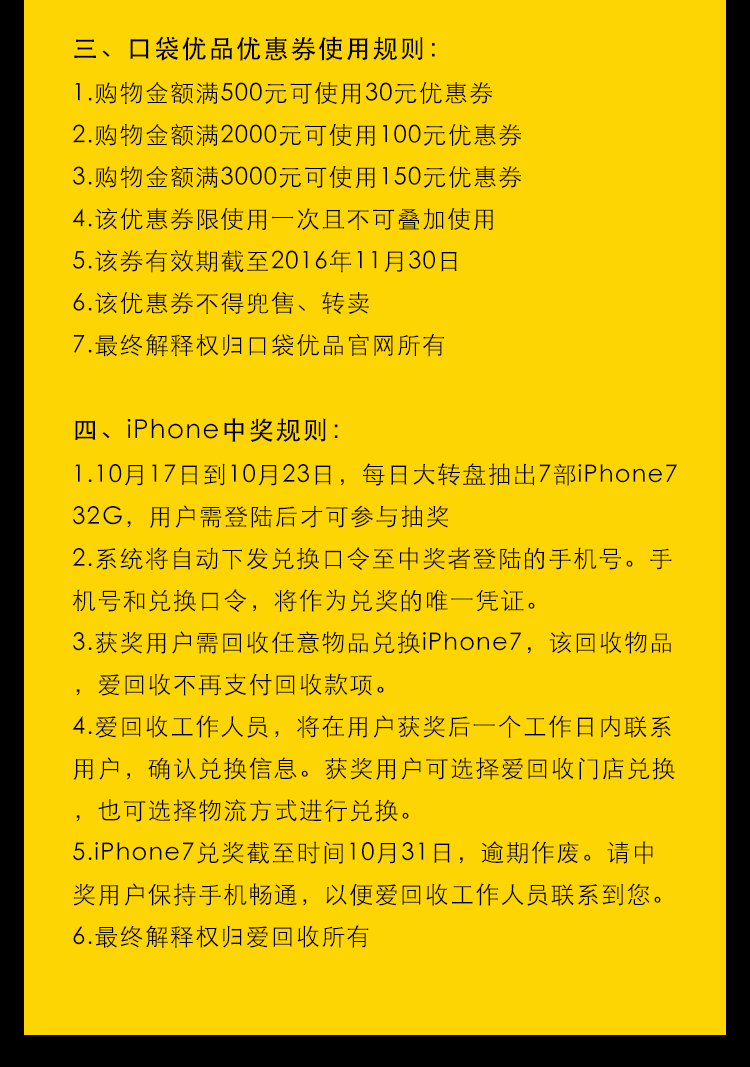 三、口袋优品优惠券使用规则：
1.购物金额满500元可使用30元优惠券
2.购物金额满2000元可使用100元优惠券
3.购物金额满3000元可使用150元优惠券
4.该优惠券限使用一次且不可叠加使用
5.该券有效期截至2016年11月30日
6.该优惠券不得兜售、转卖
7.最终解释权归口袋优品官网所有
四、iPhone中奖规则：
1.10月17日到10月23日，每日大转盘抽出7部iPhone7
32G，用户需登陆后才可参与抽奖
2.系统将自动下发兑换口令至中奖者登陆的手机号。手
机号和兑换口令，将作为兑奖的唯一凭证。
3.获奖用户需回收任意物品兑换iPhone7，该回收物品
，爱回收不再支付回收款项。
4.爱回收工作人员，将在用户获奖后一个工作日内联系
用户，确认兑换信息。获奖用户可选择爱回收门店兑换
，也可选择物流方式进行兑换。
5.iPhone7兑奖截至时间10月31日，逾期作废。请中
奖用户保持手机畅通，以便爱回收工作人员联系到您。
6.最终解释权归爱回收所有